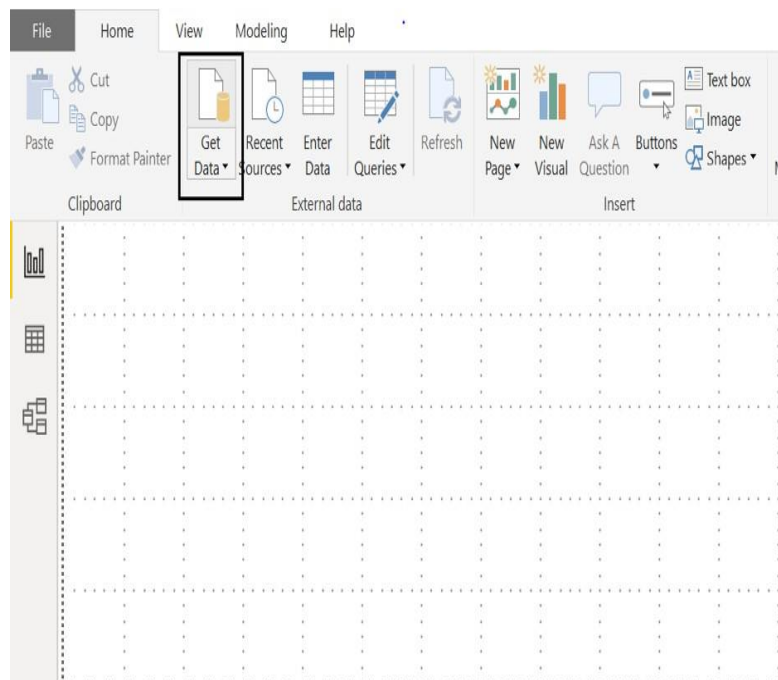 File Home View Modeling Help
Paste
Cut
Copy
Format Painter
Clipboard
Get Data
Recent Sources
Enter Data
Edit Queries
Refresh
External data
New Page
New Visual
Ask A Question
Buttons
Text box
Image
Shapes
Insert